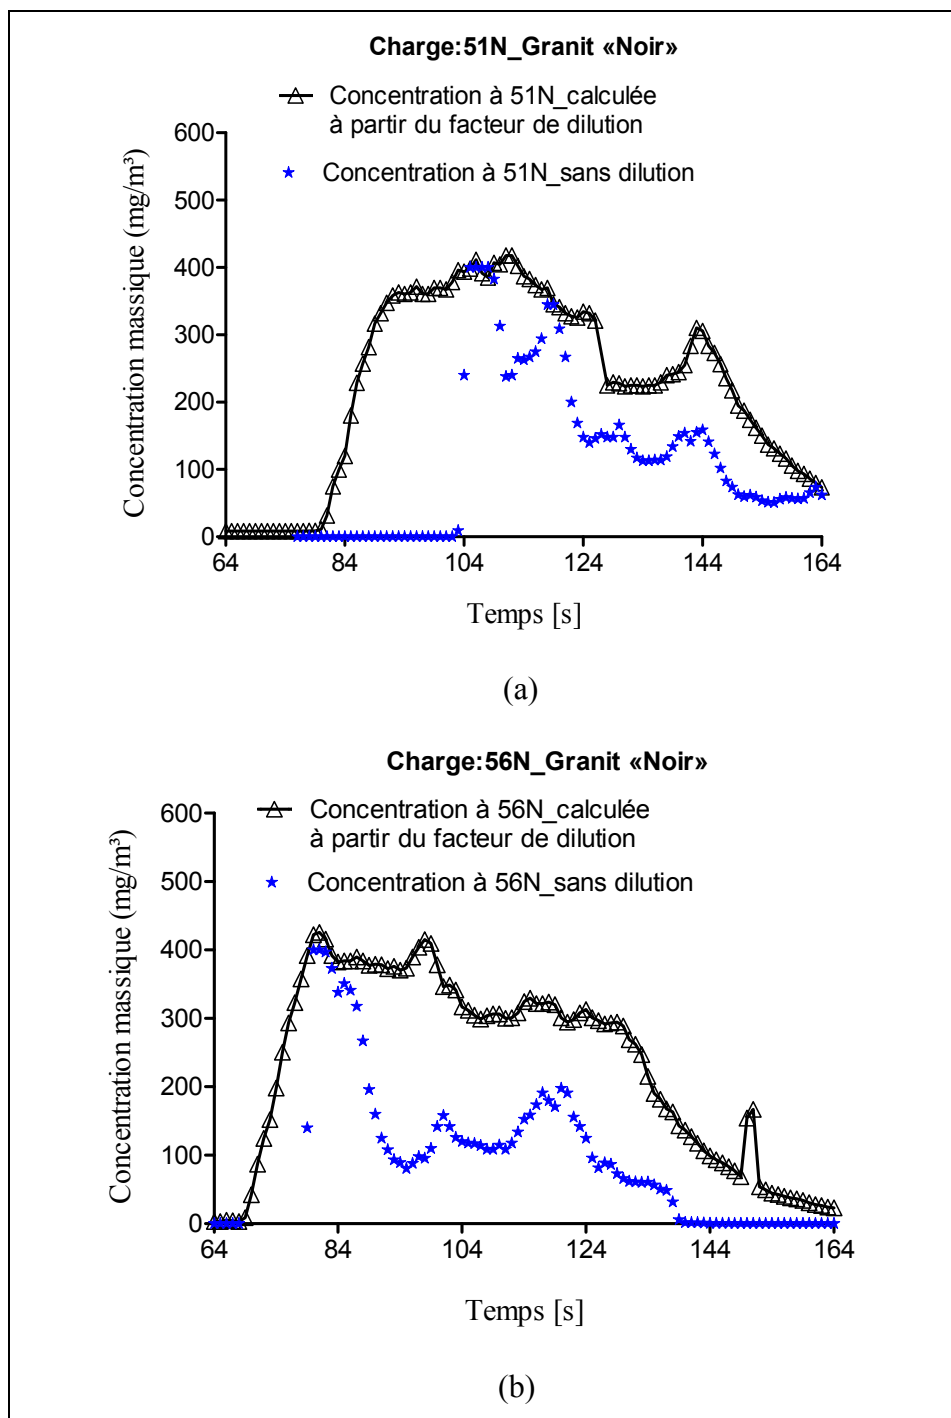 Charge:51N_Granit «Noir»
Concentration à 51N_calculée
à partir du facteur de dilution
Concentration à 51N_sans dilution
Concentration massique (mg/m³)
600
500
400
300
200
100
0
64
84
104
124
144
164
Temps [s]
(a)
Charge:56N_Granit «Noir»
Concentration à 56N_calculée
à partir du facteur de dilution
Concentration à 56N_sans dilution
Concentration massique (mg/m³)
600
500
400
300
200
100
0
64
84
104
124
144
164
Temps [s]
(b)